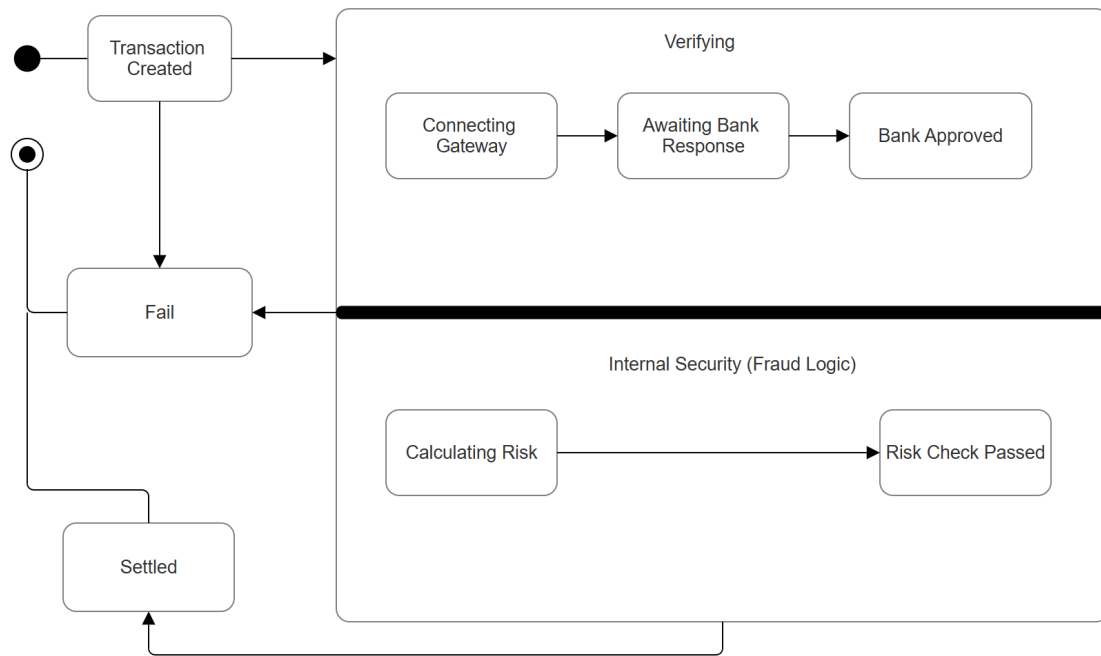 Transaction
Created
Verifying
Connecting
Gateway
Awaiting Bank
Response
Bank Approved
Fail
Internal Security (Fraud Logic)
Calculating Risk
Risk Check Passed
Settled